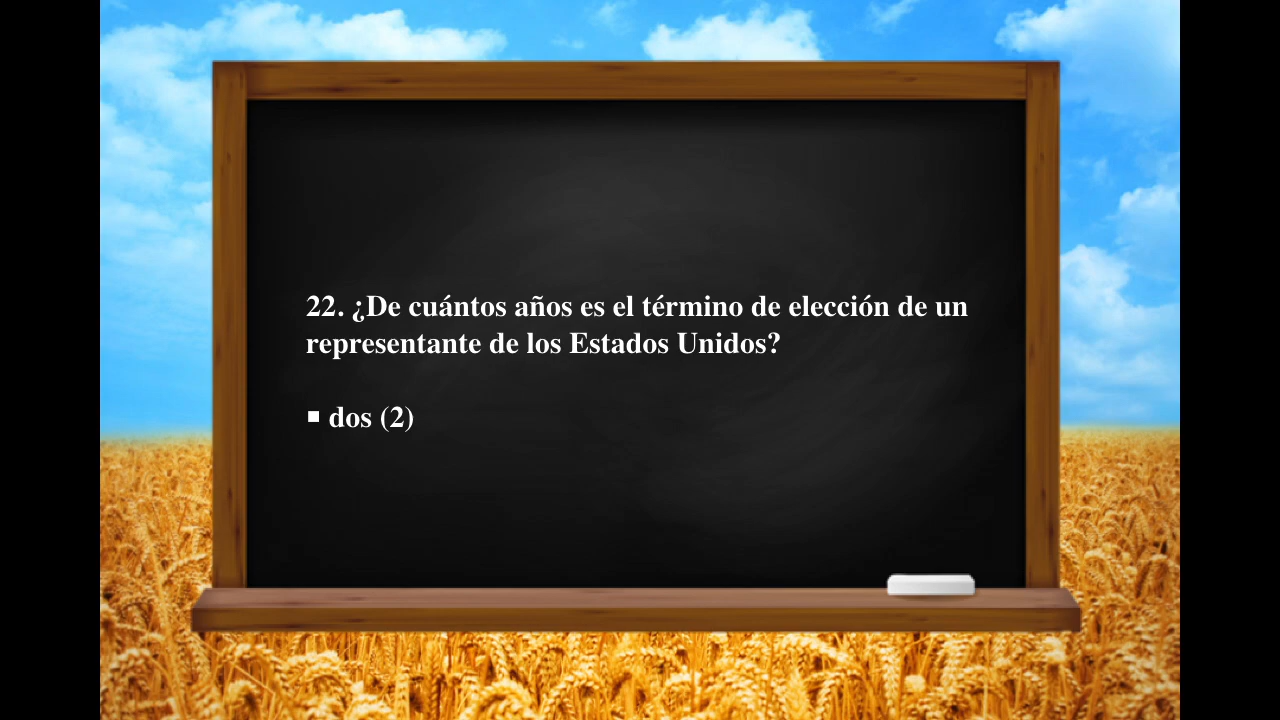 22. ¿De cuántos años es el término de elección de un
representante de los Estados Unidos?
▪ dos (2)